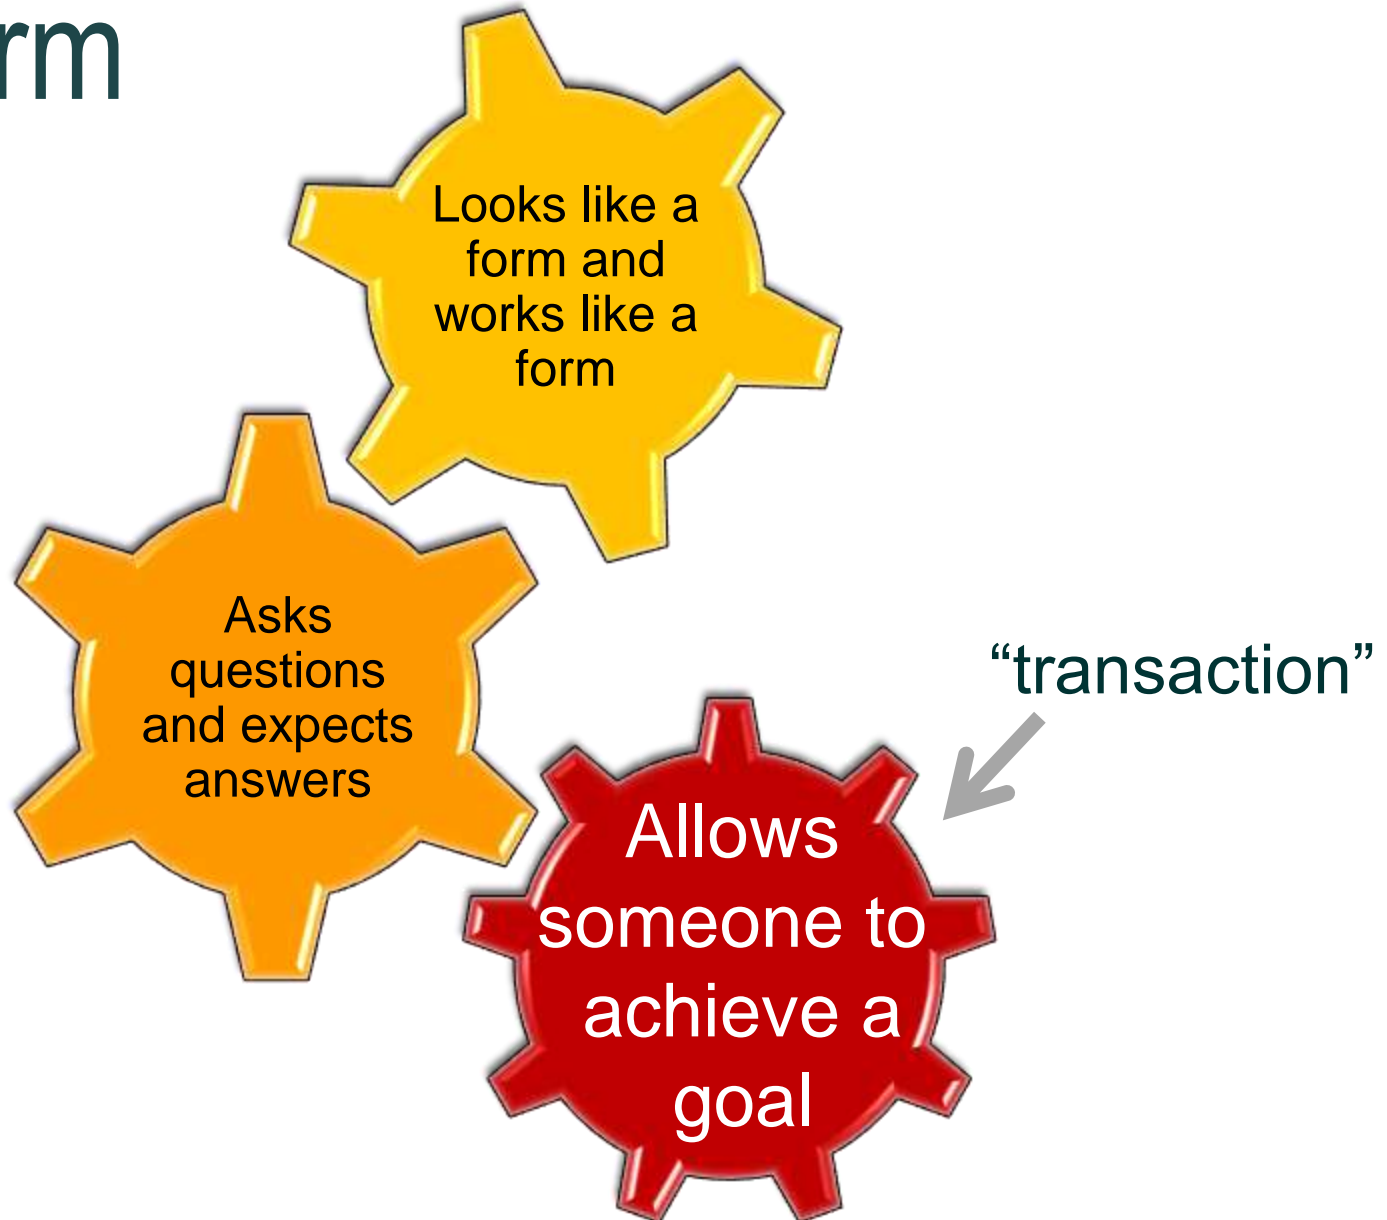 rm
Looks like a
form and
works like a
form
Asks
questions
and expects
answers
“transaction”
Allows
someone to
achieve a
goal